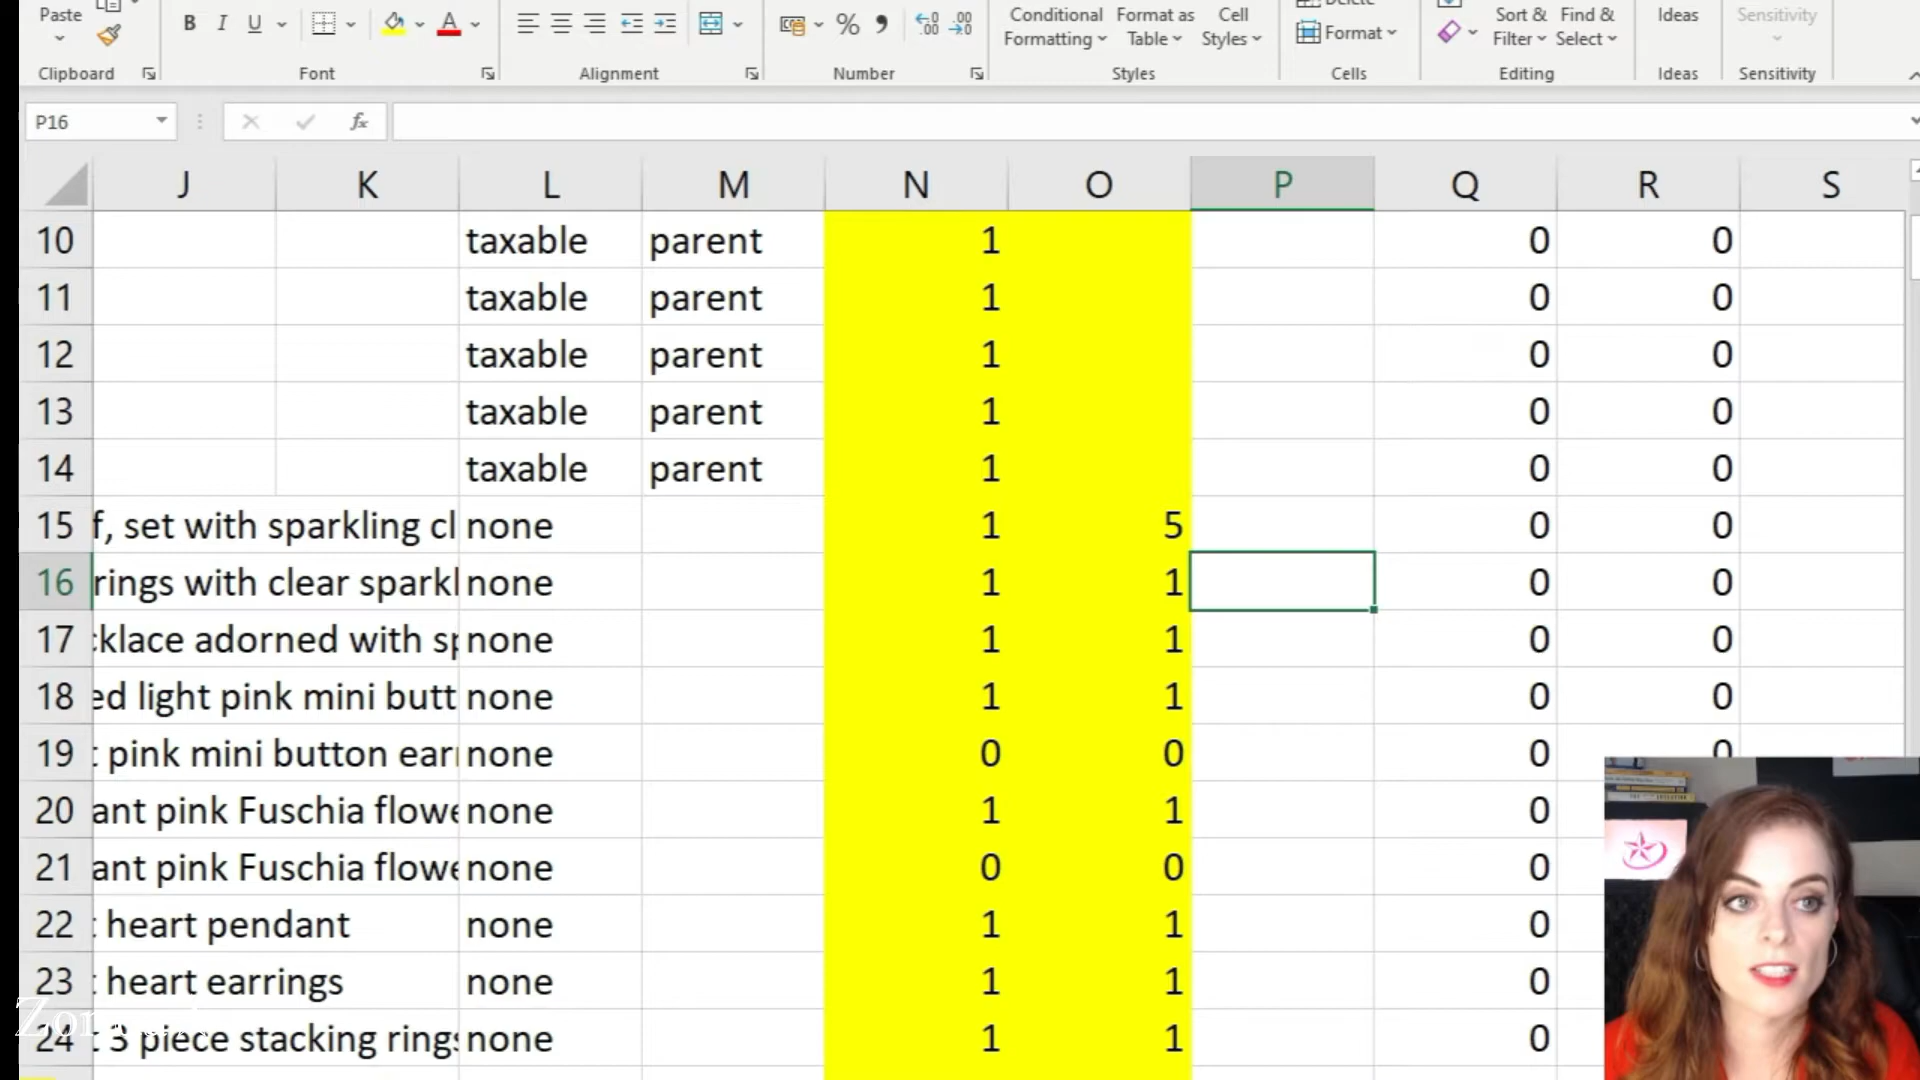 Paste
B I U
A
%
Conditional Formatting
Format as Table
Cell Styles
Format
Sort & Filter
Find & Select
Ideas
Sensitivity
Clipboard Font Alignment Number Styles Cells Editing Ideas Sensitivity
P16 fx
J K L M N O P Q R S
10 taxable parent 1 0 0
11 taxable parent 1 0 0
12 taxable parent 1 0 0
13 taxable parent 1 0 0
14 taxable parent 1 0 0
15 f, set with sparkling cl none 1 5 0 0
16 rings with clear sparkl none 1 1 0 0
17 cklace adorned with sp none 1 1 0 0
18 ed light pink mini butt none 1 1 0 0
19 t pink mini button earr none 0 0 0 0
20 ant pink Fuschia flowe none 1 1 0
21 ant pink Fuschia flowe none 0 0 0
22 t heart pendant none 1 1 0
23 t heart earrings none 1 1 0
24 t 3 piece stacking rings none 1 1 0